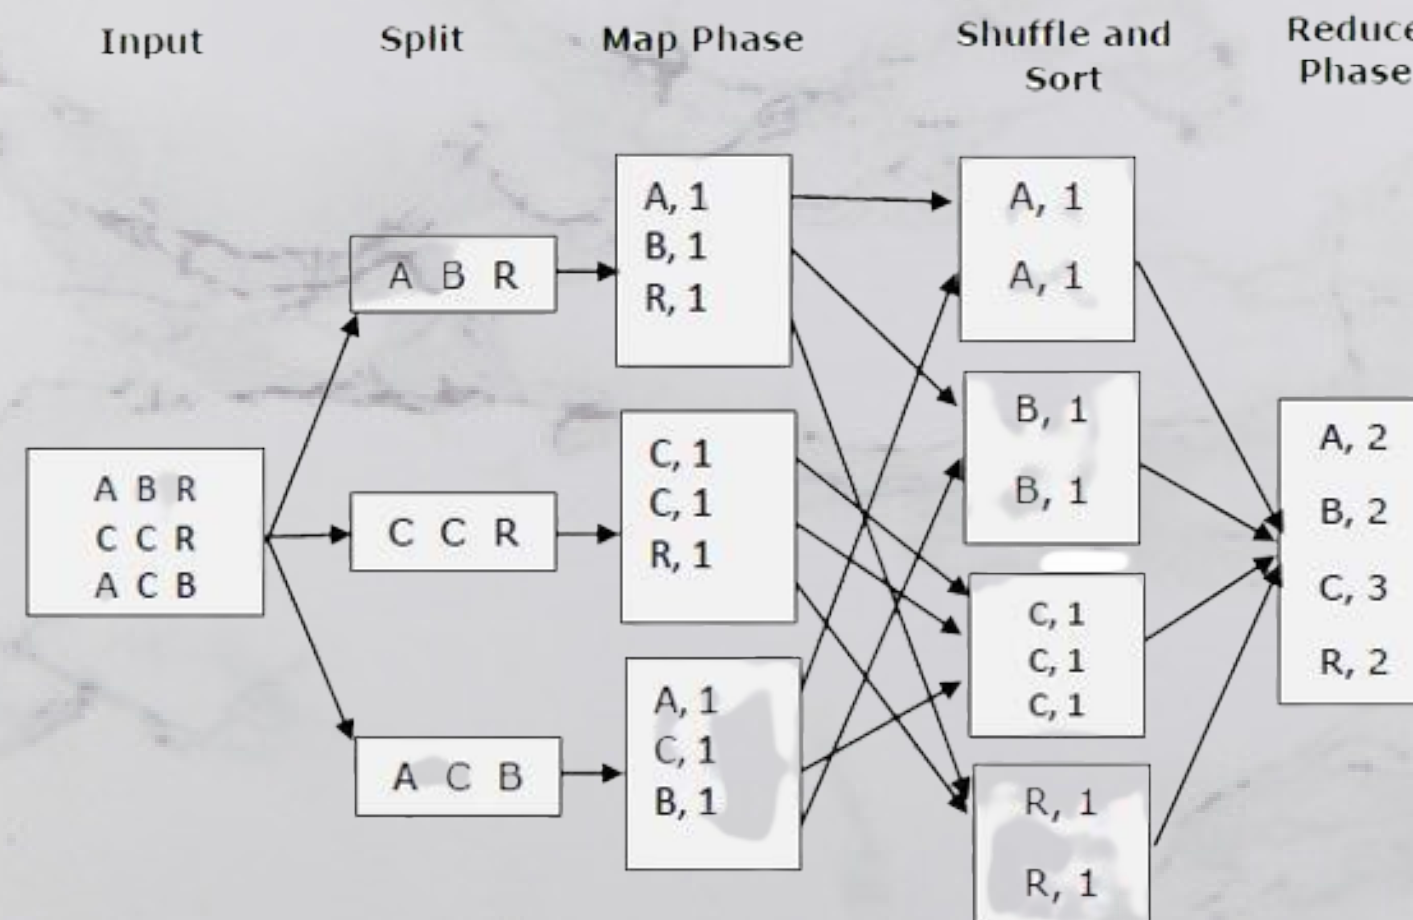 Input
Split
Map Phase
Shuffle and
Sort
Reduce
Phase
A B R
C C R
A C B
A B R
C C R
A C B
A, 1
B, 1
R, 1
C, 1
C, 1
R, 1
A, 1
C, 1
B, 1
A, 1
A, 1
B, 1
B, 1
C, 1
C, 1
C, 1
R, 1
R, 1
A, 2
B, 2
C, 3
R, 2